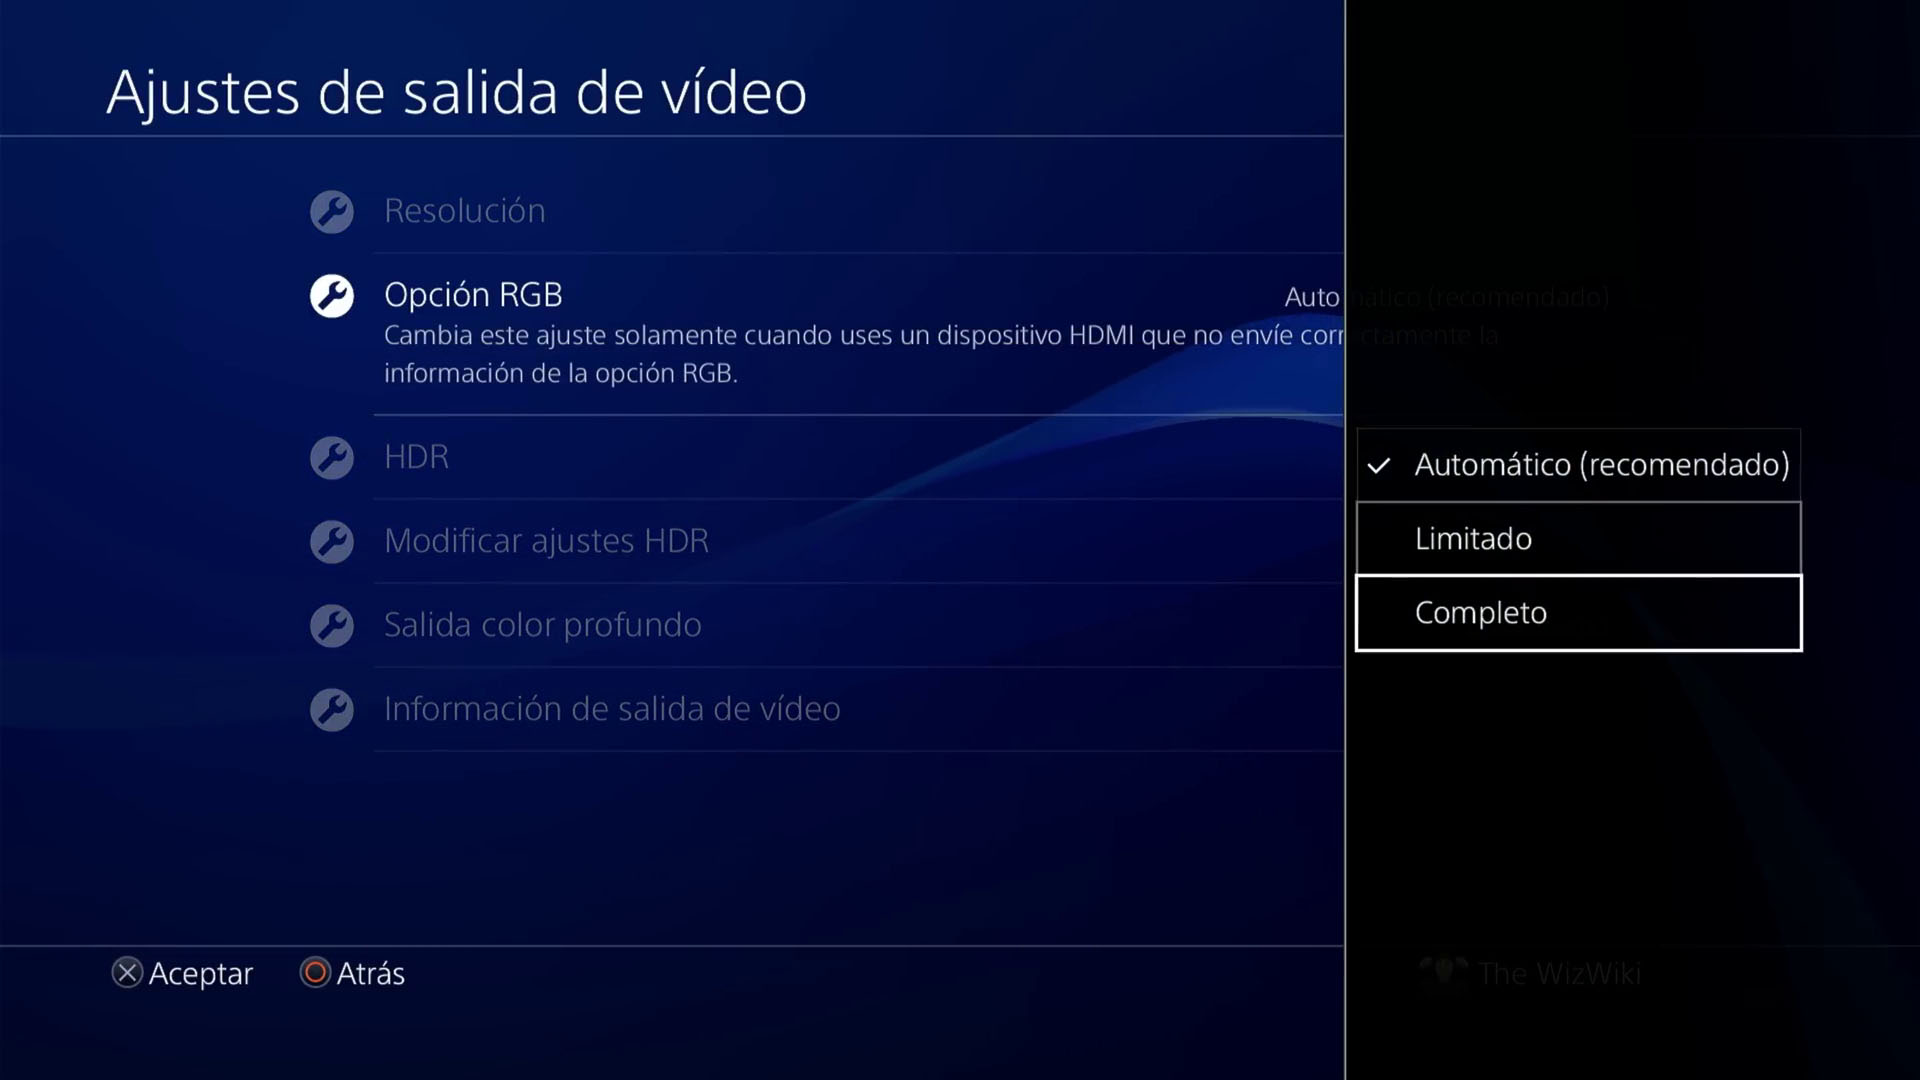 Ajustes de salida de vídeo
Resolución
Opción RGB
Automático (recomendado)
Cambia este ajuste solamente cuando uses un dispositivo HDMI que no envíe correctamente la
información de la opción RGB.
HDR
Modificar ajustes HDR
Salida color profundo
Información de salida de vídeo
Automático (recomendado)
Limitado
Completo
Aceptar
Atrás
The WizWiki